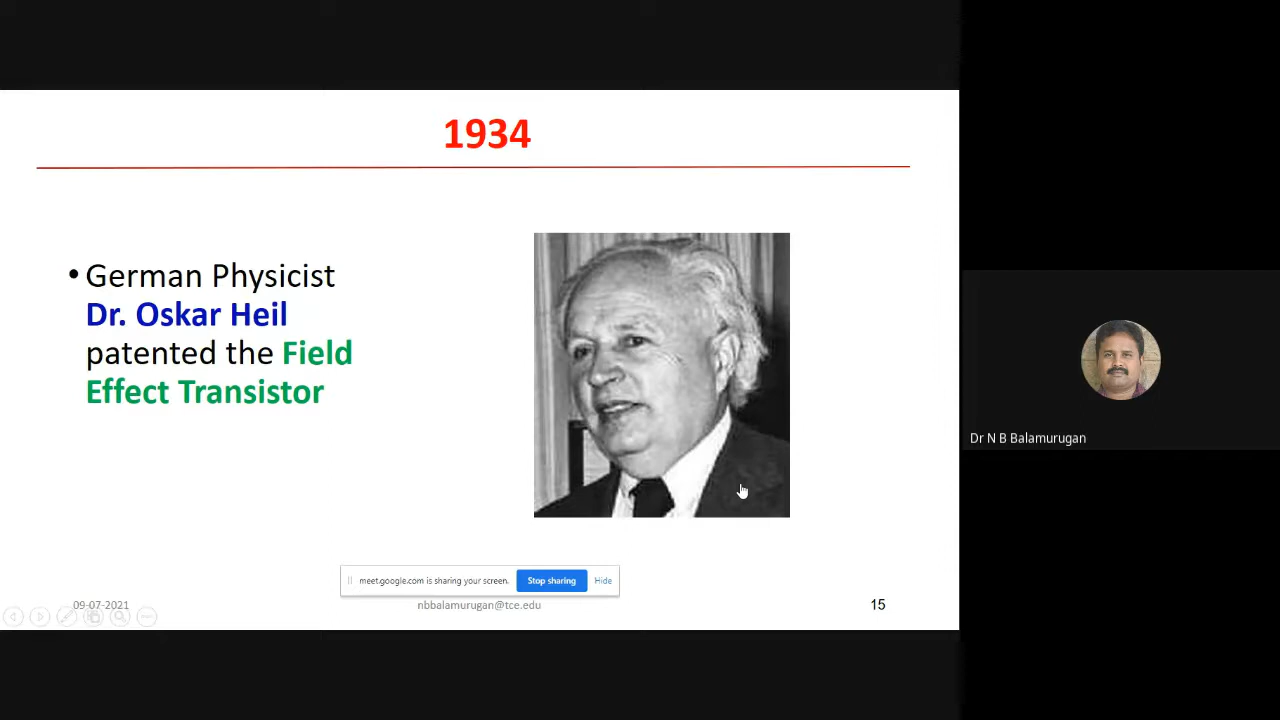 1934
• German Physicist
Dr. Oskar Heil
patented the Field
Effect Transistor
meet.google.com is sharing your screen. Stop sharing Hide
09-07-2021 nbbalamurugan@tce.edu 15
Dr N B Balamurugan